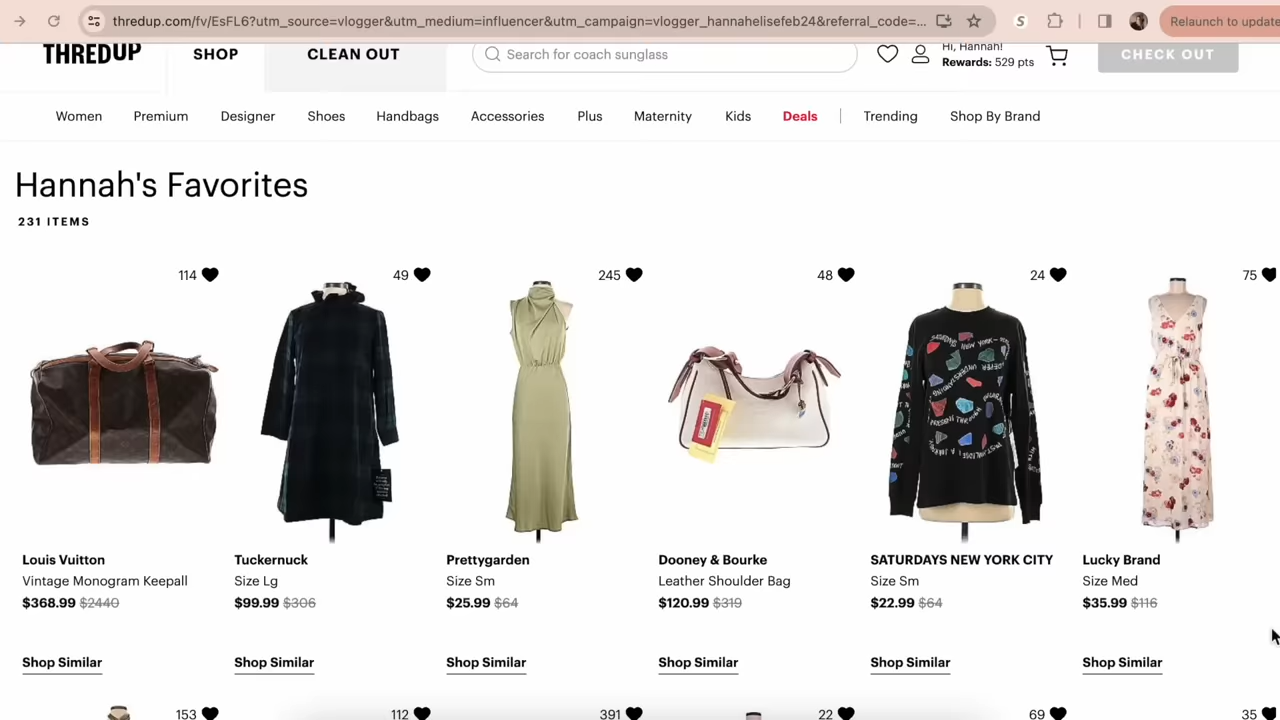 thredup.com/fv/EsFL6?utm_source=vlogger&utm_medium=influencer&utm_campaign=vlogger_hannahelisefeb24&referral_code=...
Relaunch to update
THREDUP
SHOP
CLEAN OUT
Search for coach sunglass
Hi, Hannah!
Rewards: 529 pts
CHECK OUT
Women Premium Designer Shoes Handbags Accessories Plus Maternity Kids Deals Trending Shop By Brand
Hannah's Favorites
231 ITEMS
114 49 245 48 24 75
Louis Vuitton
Vintage Monogram Keepall
$368.99 $2440
Shop Similar
Tuckernuck
Size Lg
$99.99 $306
Shop Similar
Prettygarden
Size Sm
$25.99 $64
Shop Similar
Dooney & Bourke
Leather Shoulder Bag
$120.99 $319
Shop Similar
SATURDAYS NEW YORK CITY
Size Sm
$22.99 $64
Shop Similar
Lucky Brand
Size Med
$35.99 $116
Shop Similar
153 112 391 22 69 35